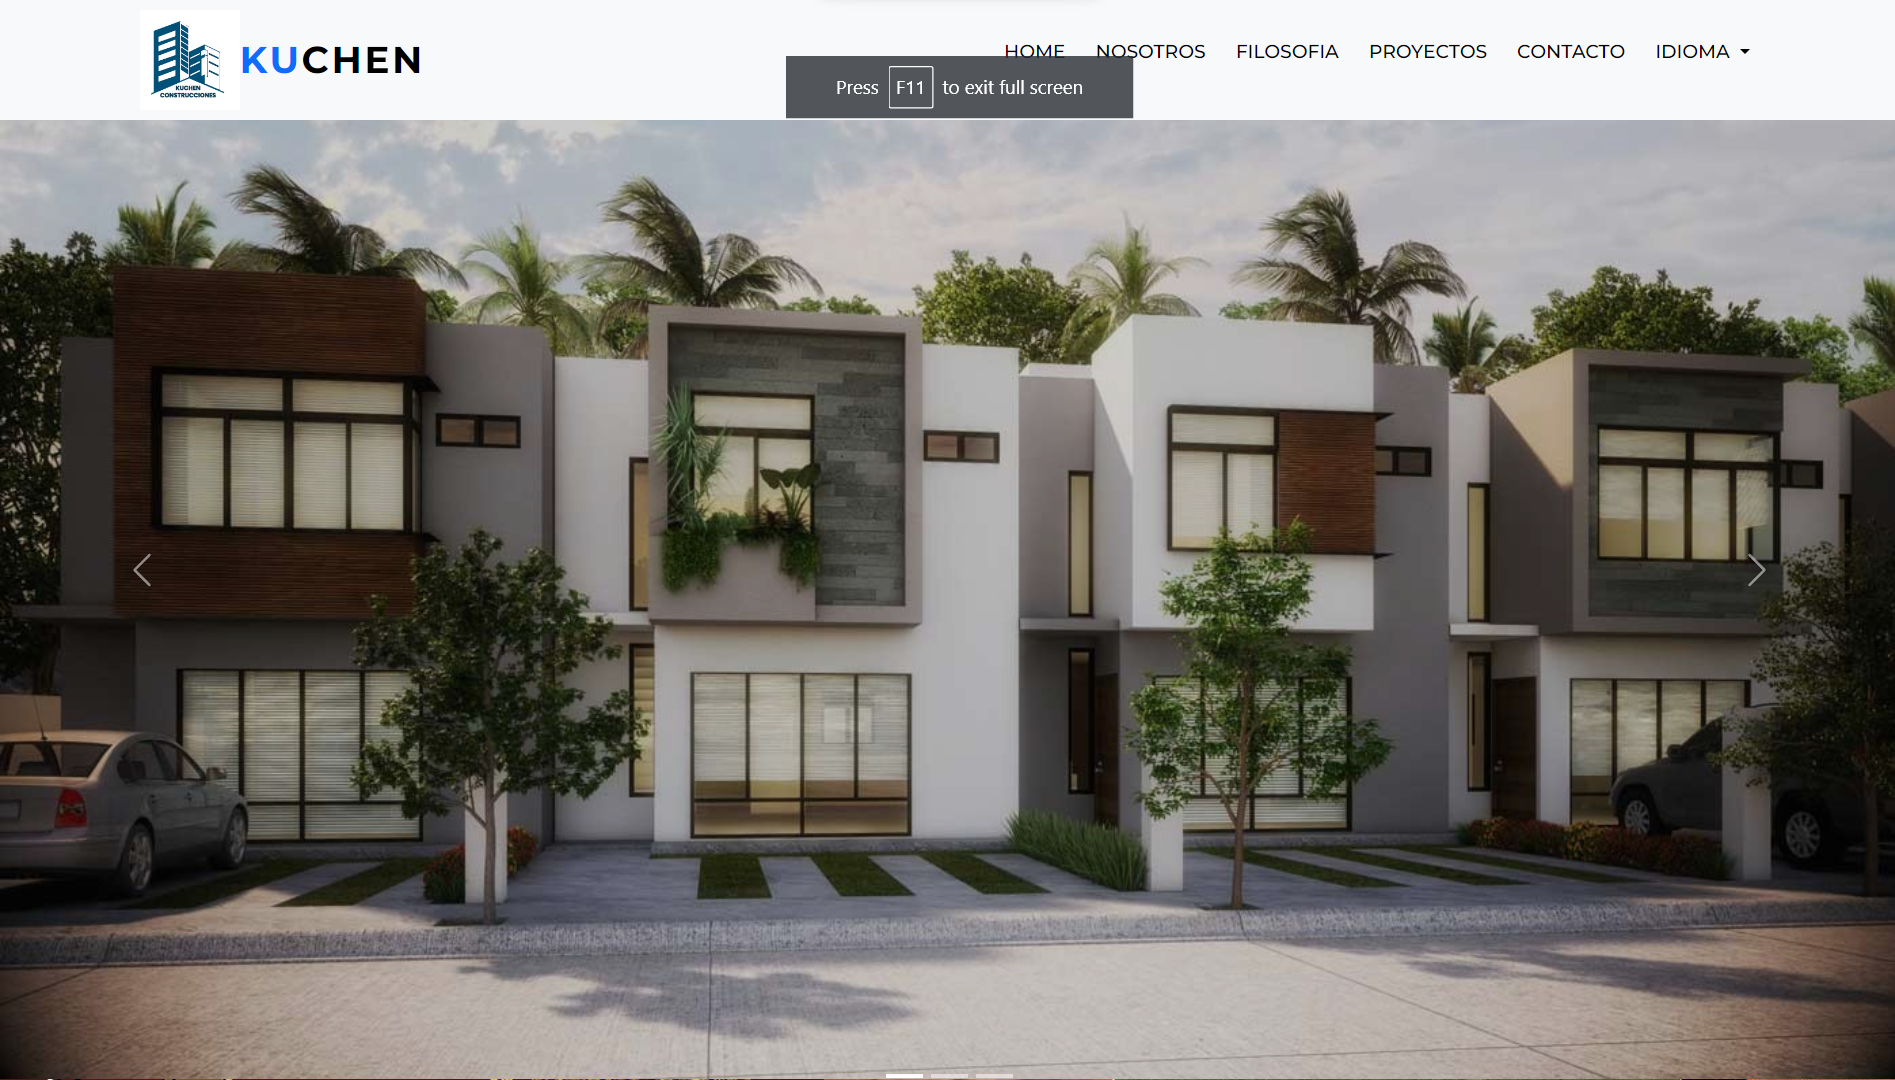 KUCHEN
CONSTRUCCIONES
KUCHEN
HOME NOSOTROS FILOSOFIA PROYECTOS CONTACTO IDIOMA
Press F11 to exit full screen